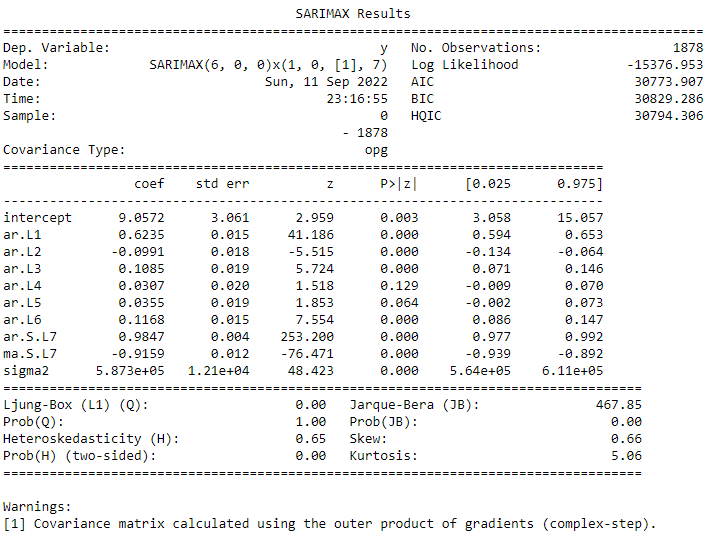 SARIMAX Results
==========================================================================================
Dep. Variable: y No. Observations: 1878
Model: SARIMAX(6, 0, 0)x(1, 0, [1], 7) Log Likelihood -15376.953
Date: Sun, 11 Sep 2022 AIC 30773.907
Time: 23:16:55 BIC 30829.286
Sample: 0 HQIC 30794.306
- 1878
Covariance Type: opg
==============================================================================
coef std err z P>|z| [0.025 0.975]
------------------------------------------------------------------------------
intercept 9.0572 3.061 2.959 0.003 3.058 15.057
ar.L1 0.6235 0.015 41.186 0.000 0.594 0.653
ar.L2 -0.0991 0.018 -5.515 0.000 -0.134 -0.064
ar.L3 0.1085 0.019 5.724 0.000 0.071 0.146
ar.L4 0.0307 0.020 1.518 0.129 -0.009 0.070
ar.L5 0.0355 0.019 1.853 0.064 -0.002 0.073
ar.L6 0.1168 0.015 7.554 0.000 0.086 0.147
ar.S.L7 0.9847 0.004 253.200 0.000 0.977 0.992
ma.S.L7 -0.9159 0.012 -76.471 0.000 -0.939 -0.892
sigma2 5.873e+05 1.21e+04 48.423 0.000 5.64e+05 6.11e+05
===================================================================================
Ljung-Box (L1) (Q): 0.00 Jarque-Bera (JB): 467.85
Prob(Q): 1.00 Prob(JB): 0.00
Heteroskedasticity (H): 0.65 Skew: 0.66
Prob(H) (two-sided): 0.00 Kurtosis: 5.06
===================================================================================
Warnings:
[1] Covariance matrix calculated using the outer product of gradients (complex-step).